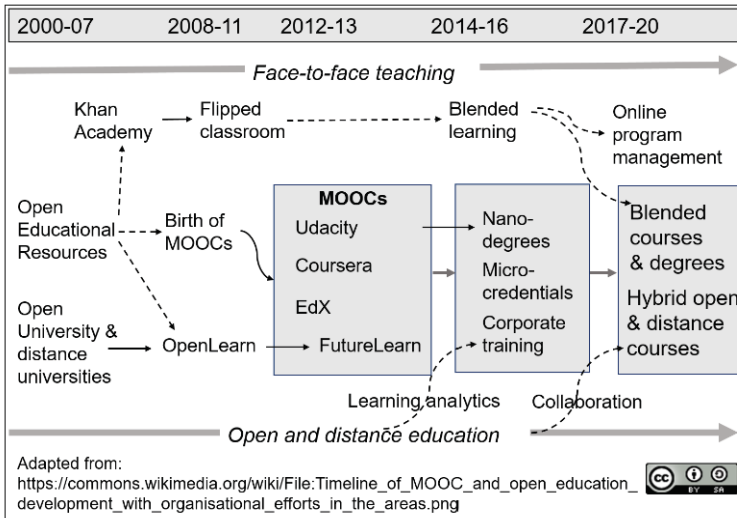 2000-07 2008-11 2012-13 2014-16 2017-20
Face-to-face teaching
Khan
Academy
Flipped
classroom
Blended
learning
Online
program
management
Open
Educational
Resources
Birth of
MOOCs
MOOCs
Udacity
Coursera
EdX
FutureLearn
Nano-
degrees
Micro-
credentials
Corporate
training
Blended
courses
& degrees
Hybrid open
& distance
courses
Open
University &
distance
universities
OpenLearn
Learning analytics
Collaboration
Open and distance education
Adapted from:
https://commons.wikimedia.org/wiki/File:Timeline_of_MOOC_and_open_education_
development_with_organisational_efforts_in_the_areas.png
cc
BY SA